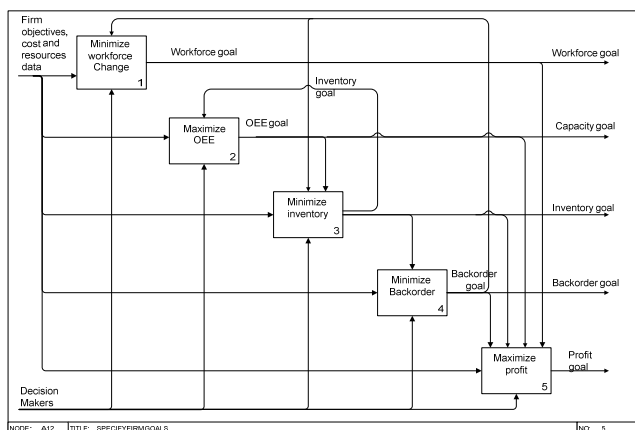 Firm
objectives,
cost and
resources
data
Minimize
workforce
Change
1
Workforce goal
Workforce goal
Inventory
goal
Maximize
OEE
2
OEE goal
Capacity goal
Minimize
inventory
3
Inventory goal
Minimize
Backorder
4
Backorder
goal
Backorder goal
Maximize
profit
5
Profit
goal
Decision
Makers
NODE: A12 TITLE: SPECIFYFIRMGOALS NO: 5